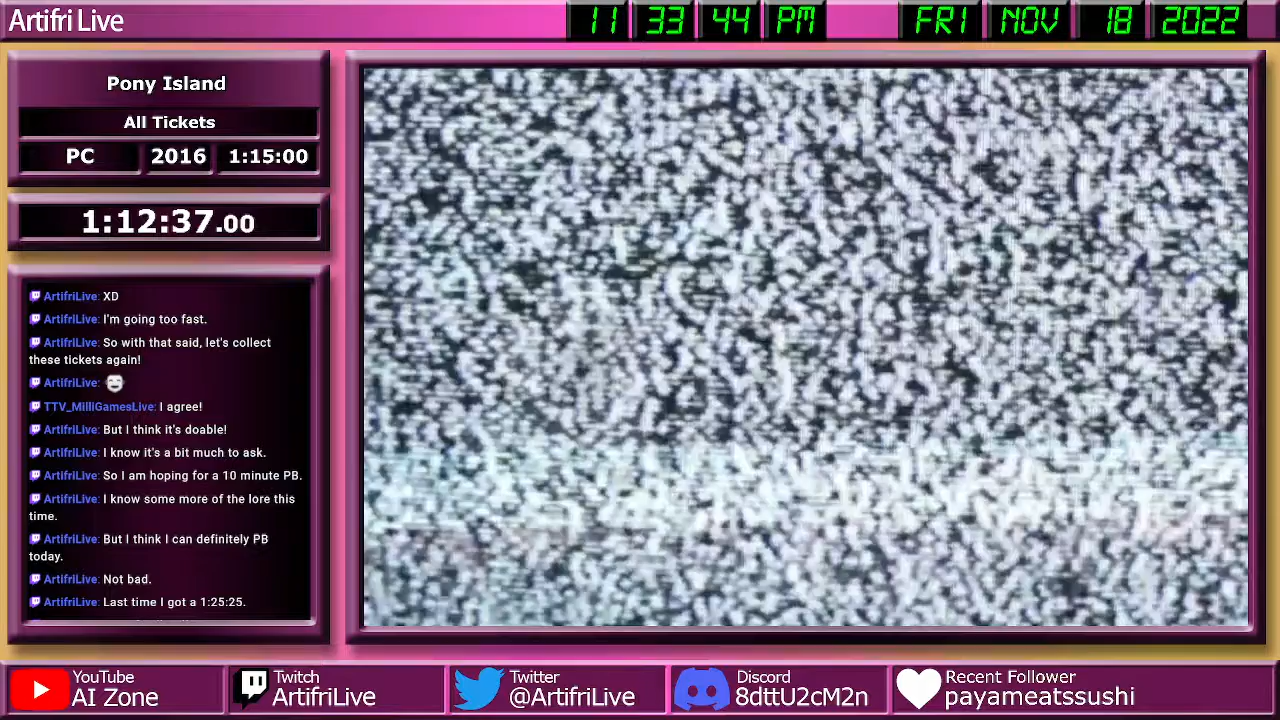 Artifri Live
11 33 44 PM FRI NOV 18 2022
Pony Island
All Tickets
PC 2016 1:15:00
1:12:37.00
ArtifriLive: XD
ArtifriLive: I'm going too fast.
ArtifriLive: So with that said, let's collect
these tickets again!
ArtifriLive:
TTV_MilliGamesLive: I agree!
ArtifriLive: But I think it's doable!
ArtifriLive: I know it's a bit much to ask.
ArtifriLive: So I am hoping for a 10 minute PB.
ArtifriLive: I know some more of the lore this
time.
ArtifriLive: But I think I can definitely PB
today.
ArtifriLive: Not bad.
ArtifriLive: Last time I got a 1:25:25.
YouTube
AI Zone
Twitch
ArtifriLive
Twitter
@ArtifriLive
Discord
8dttU2cM2n
Recent Follower
payameatssushi